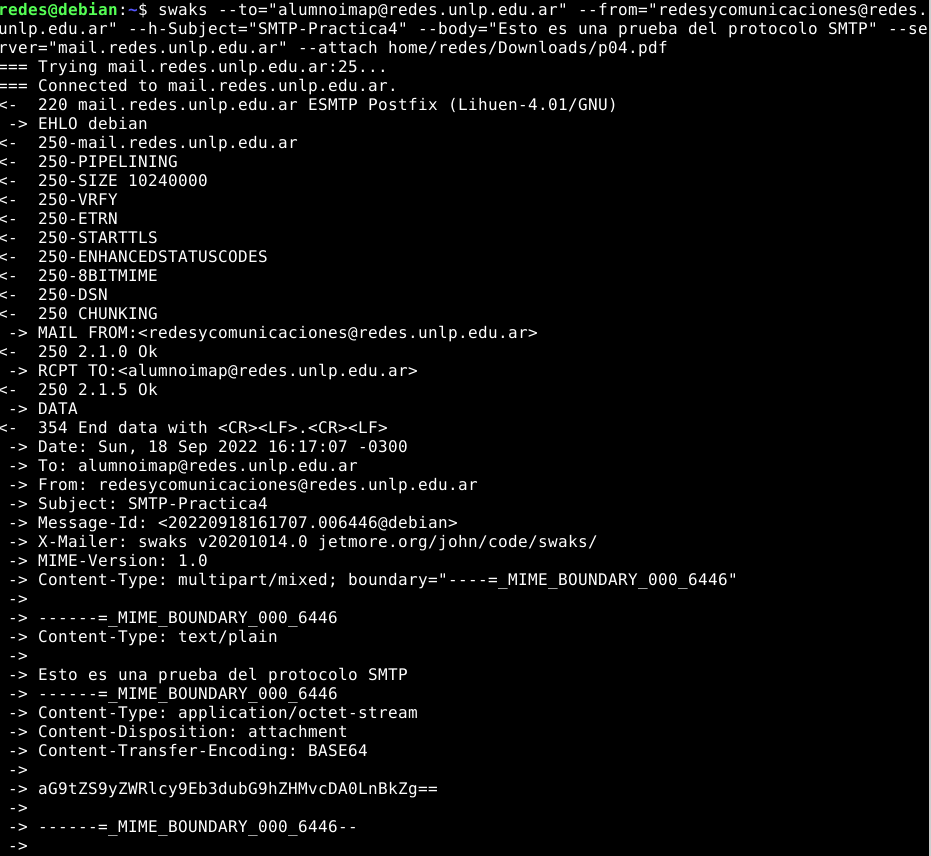 redes@debian:~$ swaks --to="alumnoimap@redes.unlp.edu.ar" --from="redesycomunicaciones@redes.
unlp.edu.ar" --h-Subject="SMTP-Practica4" --body="Esto es una prueba del protocolo SMTP" --se
rver="mail.redes.unlp.edu.ar" --attach home/redes/Downloads/p04.pdf
=== Trying mail.redes.unlp.edu.ar:25...
=== Connected to mail.redes.unlp.edu.ar.
<-  220 mail.redes.unlp.edu.ar ESMTP Postfix (Lihuen-4.01/GNU)
 -> EHLO debian
<-  250-mail.redes.unlp.edu.ar
<-  250-PIPELINING
<-  250-SIZE 10240000
<-  250-VRFY
<-  250-ETRN
<-  250-STARTTLS
<-  250-ENHANCEDSTATUSCODES
<-  250-8BITMIME
<-  250-DSN
<-  250 CHUNKING
 -> MAIL FROM:<redesycomunicaciones@redes.unlp.edu.ar>
<-  250 2.1.0 Ok
 -> RCPT TO:<alumnoimap@redes.unlp.edu.ar>
<-  250 2.1.5 Ok
 -> DATA
<-  354 End data with <CR><LF>.<CR><LF>
 -> Date: Sun, 18 Sep 2022 16:17:07 -0300
 -> To: alumnoimap@redes.unlp.edu.ar
 -> From: redesycomunicaciones@redes.unlp.edu.ar
 -> Subject: SMTP-Practica4
 -> Message-Id: <20220918161707.006446@debian>
 -> X-Mailer: swaks v20201014.0 jetmore.org/john/code/swaks/
 -> MIME-Version: 1.0
 -> Content-Type: multipart/mixed; boundary="----=_MIME_BOUNDARY_000_6446"
 ->
 -> ------=_MIME_BOUNDARY_000_6446
 -> Content-Type: text/plain
 ->
 -> Esto es una prueba del protocolo SMTP
 -> ------=_MIME_BOUNDARY_000_6446
 -> Content-Type: application/octet-stream
 -> Content-Disposition: attachment
 -> Content-Transfer-Encoding: BASE64
 ->
 -> aG9tZS9yZWRlcy9Eb3dubG9hZHMvcDA0LnBkZg==
 ->
 -> ------=_MIME_BOUNDARY_000_6446--
 ->